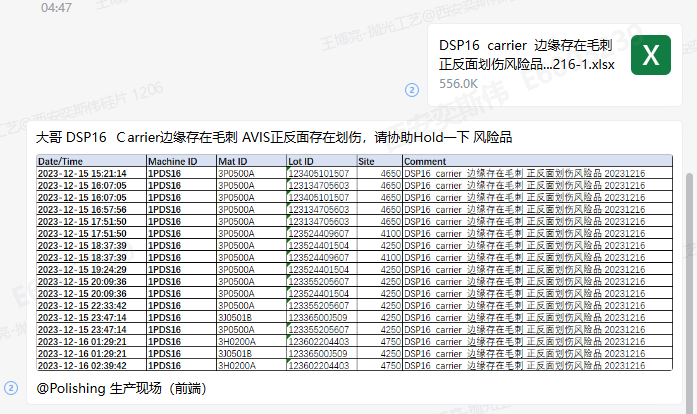 04:47
DSP16 carrier 边缘存在毛刺
正反面划伤风险品...216-1.xlsx
556.0K
大哥 DSP16 Carrier边缘存在毛刺 AVIS正反面存在划伤，请协助Hold一下 风险品
Date/Time Machine ID Mat ID Lot ID Site Comment
2023-12-15 15:21:14 1PDS16 3P0500A 123405101507 4650 DSP16 carrier 边缘存在毛刺 正反面划伤风险品 20231216
2023-12-15 16:07:05 1PDS16 3P0500A 123134705603 4650 DSP16 carrier 边缘存在毛刺 正反面划伤风险品 20231216
2023-12-15 16:07:05 1PDS16 3P0500A 123405101507 4650 DSP16 carrier 边缘存在毛刺 正反面划伤风险品 20231216
2023-12-15 16:57:56 1PDS16 3P0500A 123134705603 4650 DSP16 carrier 边缘存在毛刺 正反面划伤风险品 20231216
2023-12-15 17:51:50 1PDS16 3P0500A 123134705603 4650 DSP16 carrier 边缘存在毛刺 正反面划伤风险品 20231216
2023-12-15 17:51:50 1PDS16 3P0500A 123524409607 4100 DSP16 carrier 边缘存在毛刺 正反面划伤风险品 20231216
2023-12-15 18:37:39 1PDS16 3P0500A 123524401504 4250 DSP16 carrier 边缘存在毛刺 正反面划伤风险品 20231216
2023-12-15 18:37:39 1PDS16 3P0500A 123524409607 4100 DSP16 carrier 边缘存在毛刺 正反面划伤风险品 20231216
2023-12-15 19:24:29 1PDS16 3P0500A 123524401504 4250 DSP16 carrier 边缘存在毛刺 正反面划伤风险品 20231216
2023-12-15 20:09:36 1PDS16 3P0500A 123355205607 4250 DSP16 carrier 边缘存在毛刺 正反面划伤风险品 20231216
2023-12-15 20:09:36 1PDS16 3P0500A 123524401504 4250 DSP16 carrier 边缘存在毛刺 正反面划伤风险品 20231216
2023-12-15 22:33:42 1PDS16 3P0500A 123355205607 4250 DSP16 carrier 边缘存在毛刺 正反面划伤风险品 20231216
2023-12-15 23:47:14 1PDS16 3J0501B 12336500J509 4250 DSP16 carrier 边缘存在毛刺 正反面划伤风险品 20231216
2023-12-15 23:47:14 1PDS16 3P0500A 123355205607 4250 DSP16 carrier 边缘存在毛刺 正反面划伤风险品 20231216
2023-12-16 01:29:21 1PDS16 3H0200A 123602204403 4750 DSP16 carrier 边缘存在毛刺 正反面划伤风险品 20231216
2023-12-16 01:29:21 1PDS16 3J0501B 12336500J509 4250 DSP16 carrier 边缘存在毛刺 正反面划伤风险品 20231216
2023-12-16 02:39:42 1PDS16 3H0200A 123602204403 4750 DSP16 carrier 边缘存在毛刺 正反面划伤风险品 20231216
@Polishing 生产现场（前端）